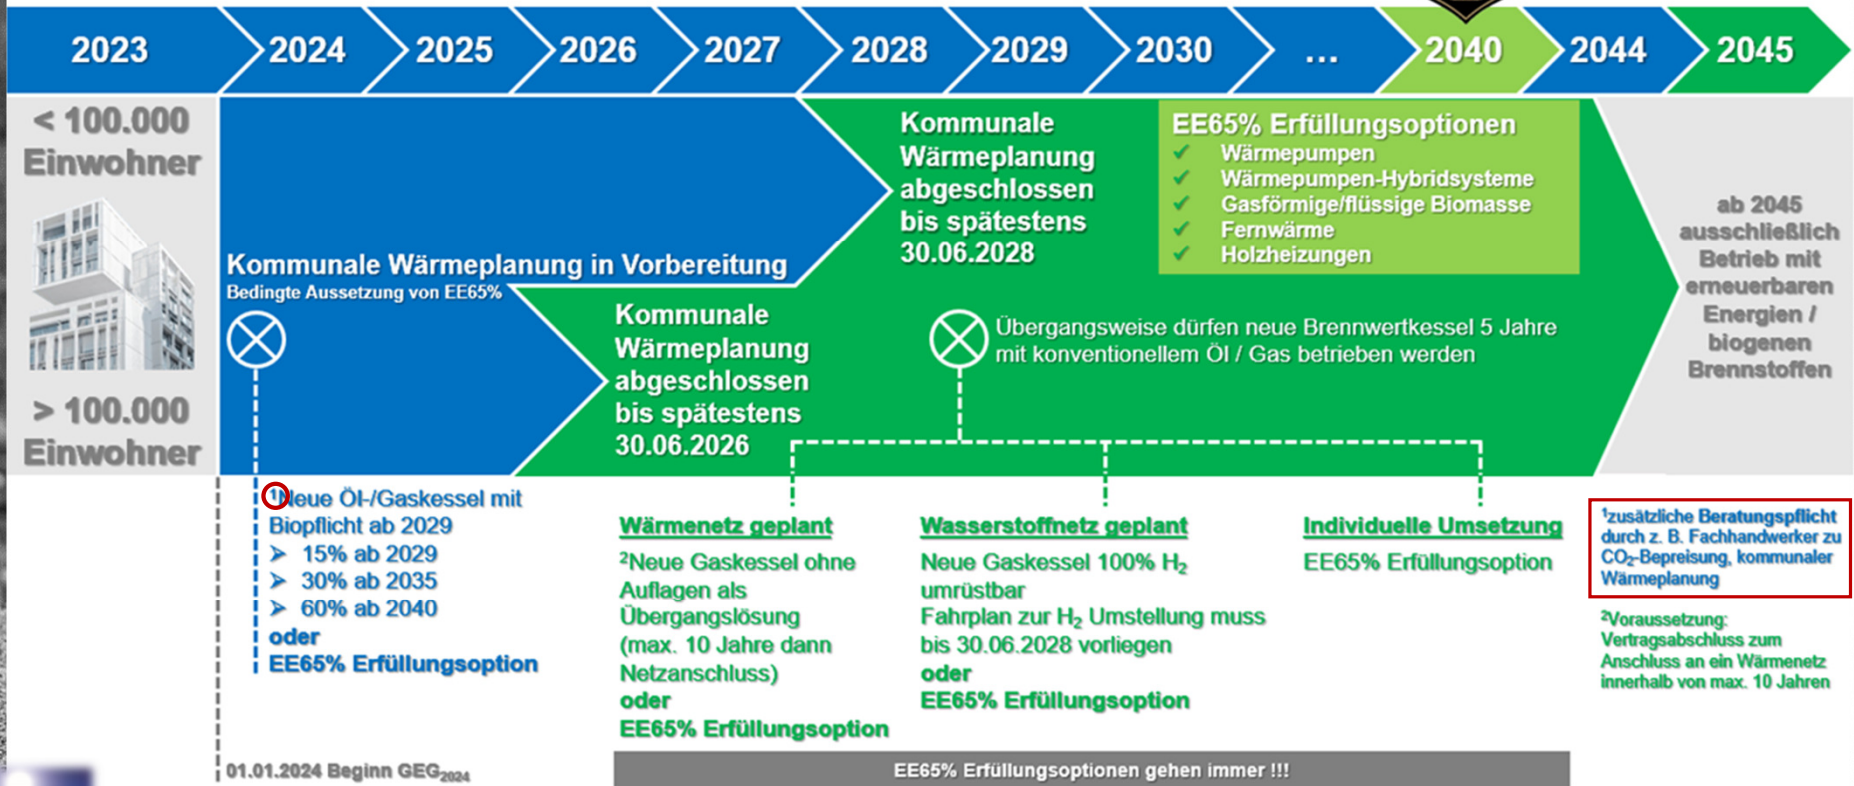 2023 2024 2025 2026 2027 2028 2029 2030 ... 2040 2044 2045
< 100.000
Einwohner
> 100.000
Einwohner
Kommunale Wärmeplanung in Vorbereitung
Bedingte Aussetzung von EE65%
Kommunale
Wärmeplanung
abgeschlossen
bis spätestens
30.06.2028
EE65% Erfüllungsoptionen
✓ Wärmepumpen
✓ Wärmepumpen-Hybridsysteme
✓ Gasförmige/flüssige Biomasse
✓ Fernwärme
✓ Holzheizungen
Kommunale
Wärmeplanung
abgeschlossen
bis spätestens
30.06.2026
Übergangsweise dürfen neue Brennwertkessel 5 Jahre
mit konventionellem Öl / Gas betrieben werden
ab 2045
ausschließlich
Betrieb mit
erneuerbaren
Energien /
biogenen
Brennstoffen
¹Neue Öl-/Gaskessel mit
Biopflicht ab 2029
➢ 15% ab 2029
➢ 30% ab 2035
➢ 60% ab 2040
oder
EE65% Erfüllungsoption
Wärmenetz geplant
²Neue Gaskessel ohne
Auflagen als
Übergangslösung
(max. 10 Jahre dann
Netzanschluss)
oder
EE65% Erfüllungsoption
Wasserstoffnetz geplant
Neue Gaskessel 100% H₂
umrüstbar
Fahrplan zur H₂ Umstellung muss
bis 30.06.2028 vorliegen
oder
EE65% Erfüllungsoption
Individuelle Umsetzung
EE65% Erfüllungsoption
¹zusätzliche Beratungspflicht
durch z. B. Fachhandwerker zu
CO₂-Bepreisung, kommunaler
Wärmeplanung
²Voraussetzung:
Vertragsabschluss zum
Anschluss an ein Wärmenetz
innerhalb von max. 10 Jahren
01.01.2024 Beginn GEG₂₀₂₄
EE65% Erfüllungsoptionen gehen immer !!!